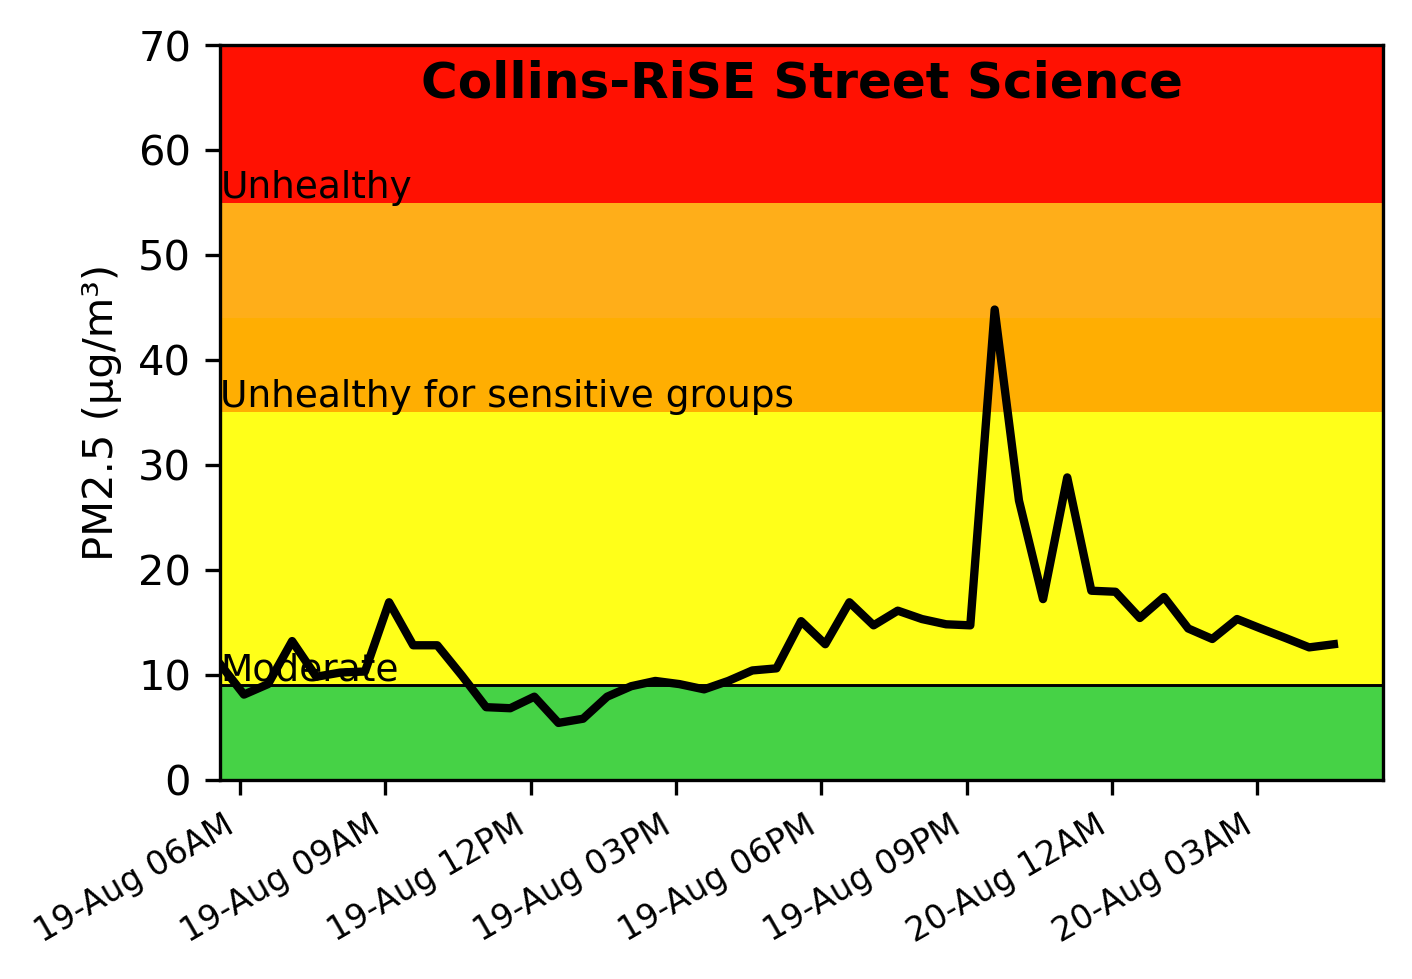 Collins-RiSE Street Science
70
60
Unhealthy
50
40
Unhealthy for sensitive groups
30
20
Moderate
10
0
PM2.5 (µg/m³)
19-Aug 06AM
19-Aug 09AM
19-Aug 12PM
19-Aug 03PM
19-Aug 06PM
19-Aug 09PM
20-Aug 12AM
20-Aug 03AM